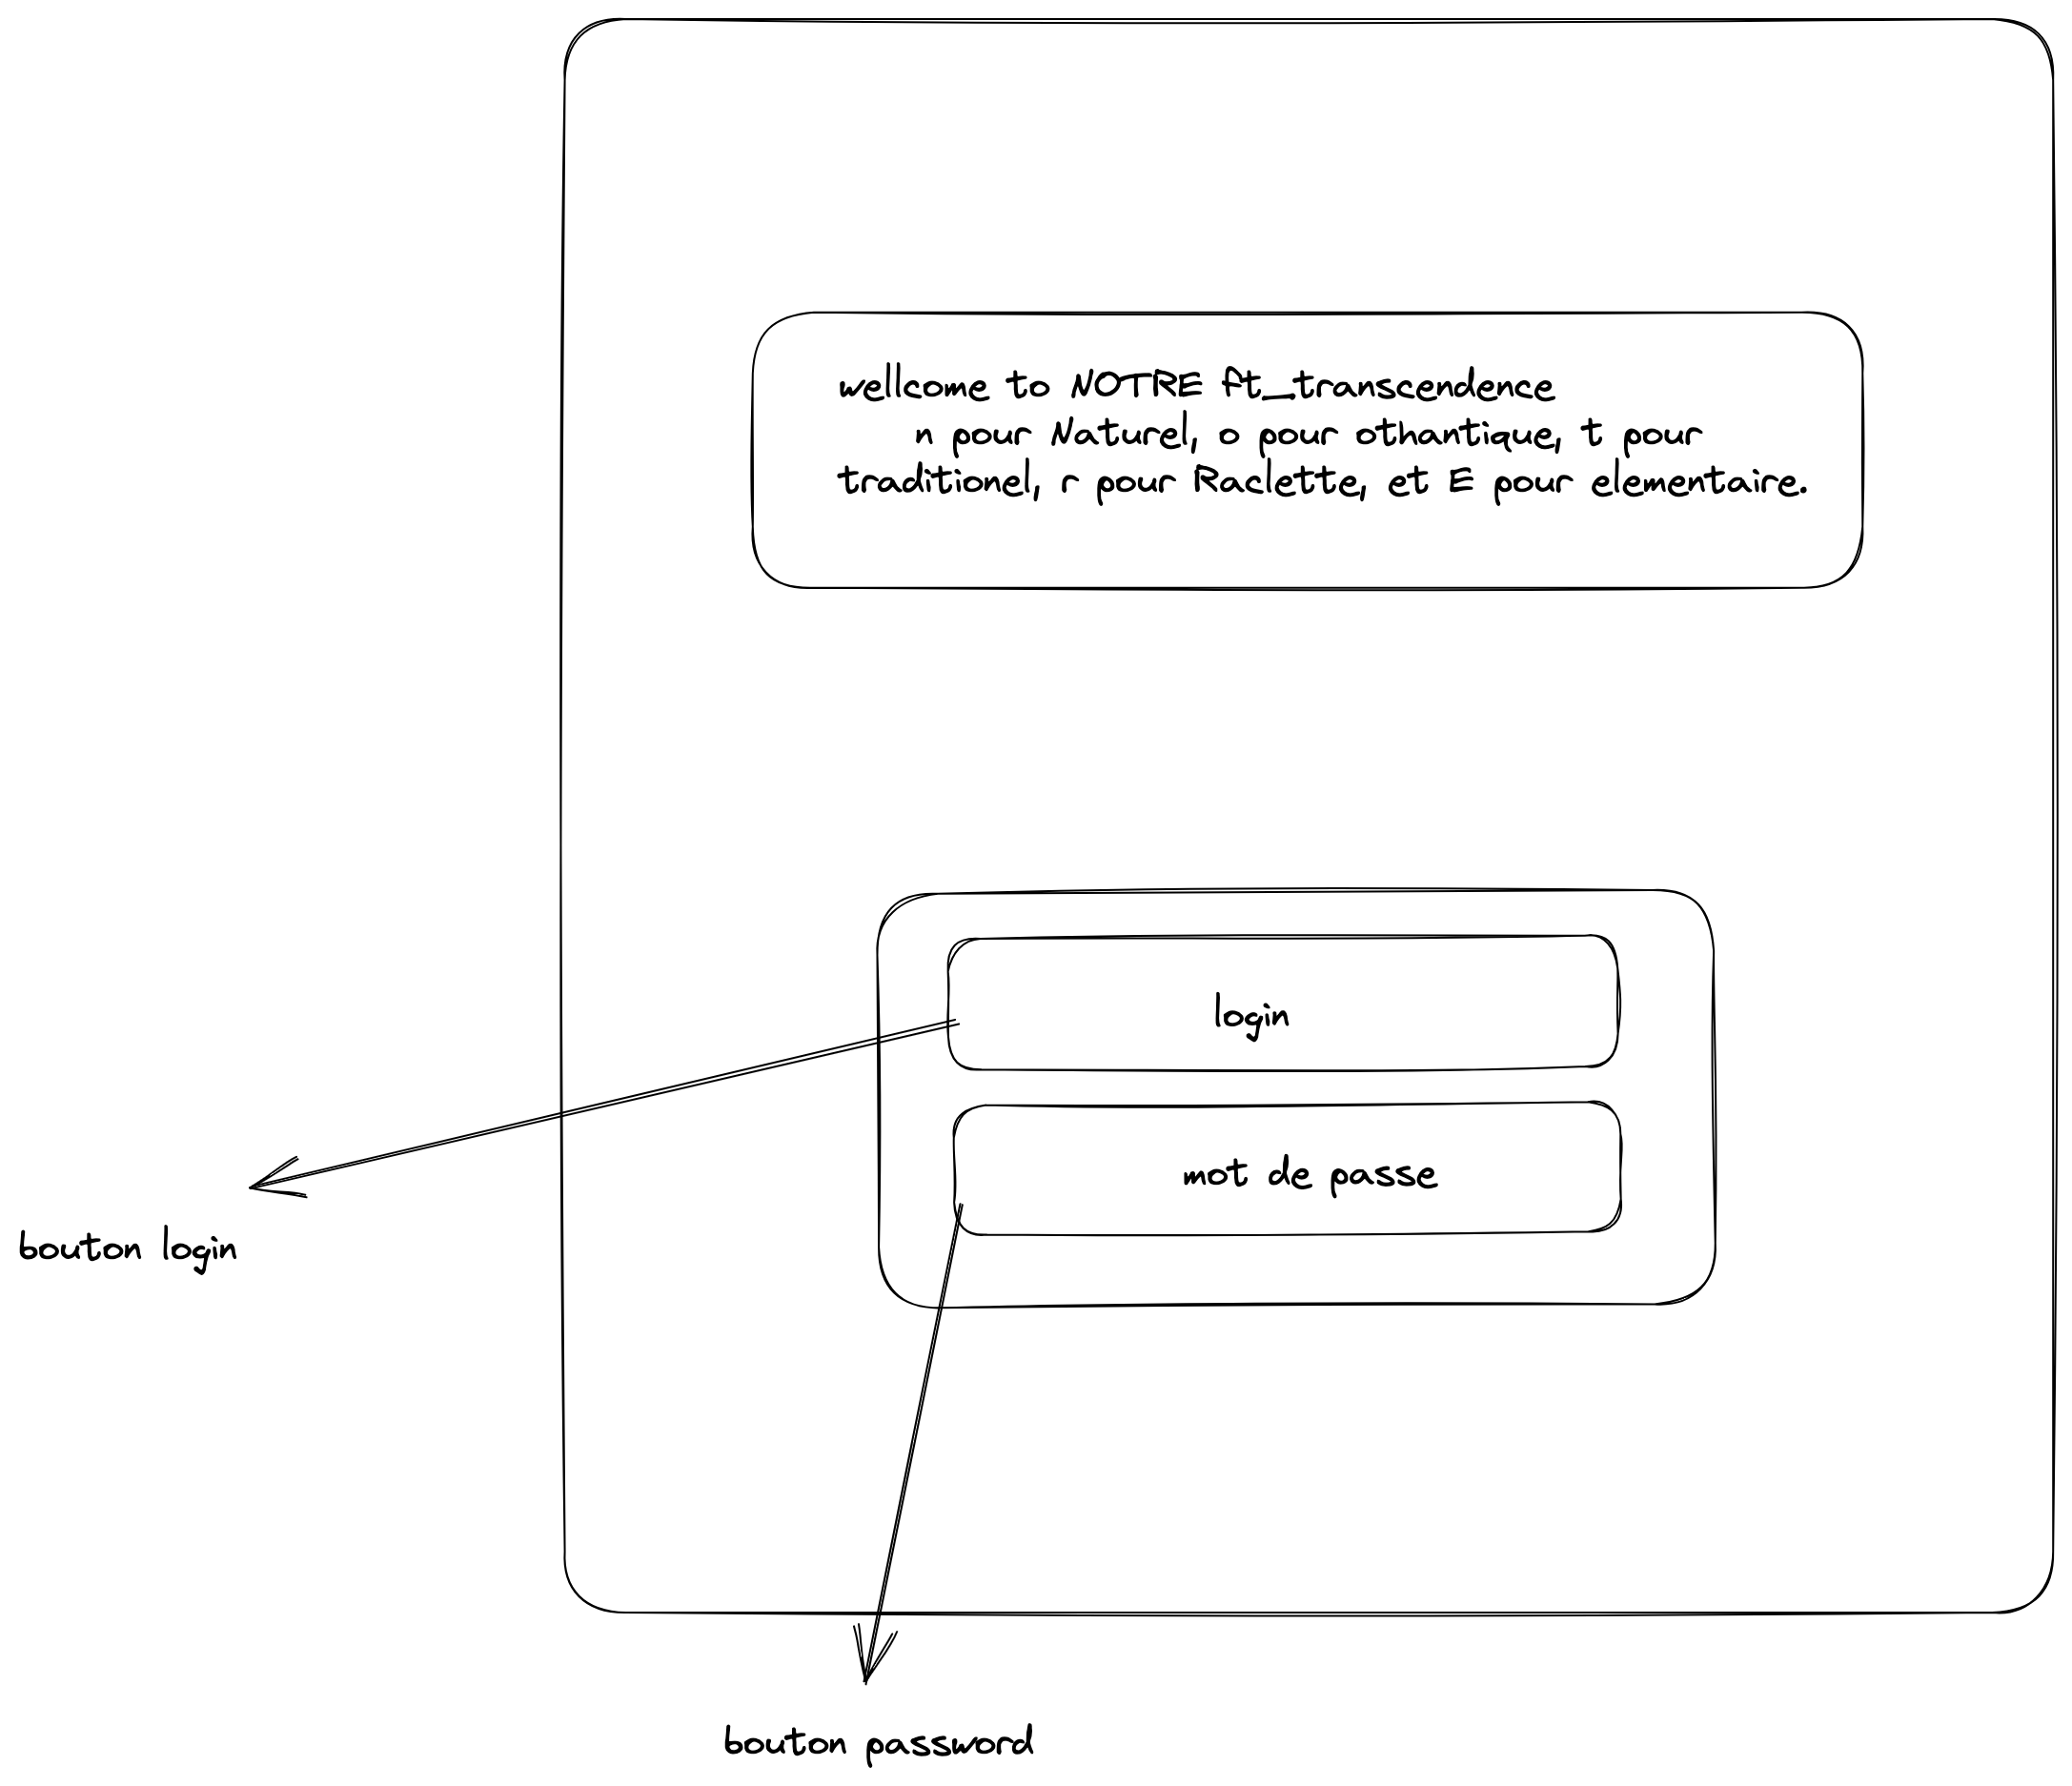 wellcome to NOTRE ft_transcendence
n pour Naturel, o pour othantique, t pour
traditionel, r pour Raclette, et E pour elementaire.
login
mot de passe
bouton login
bouton password